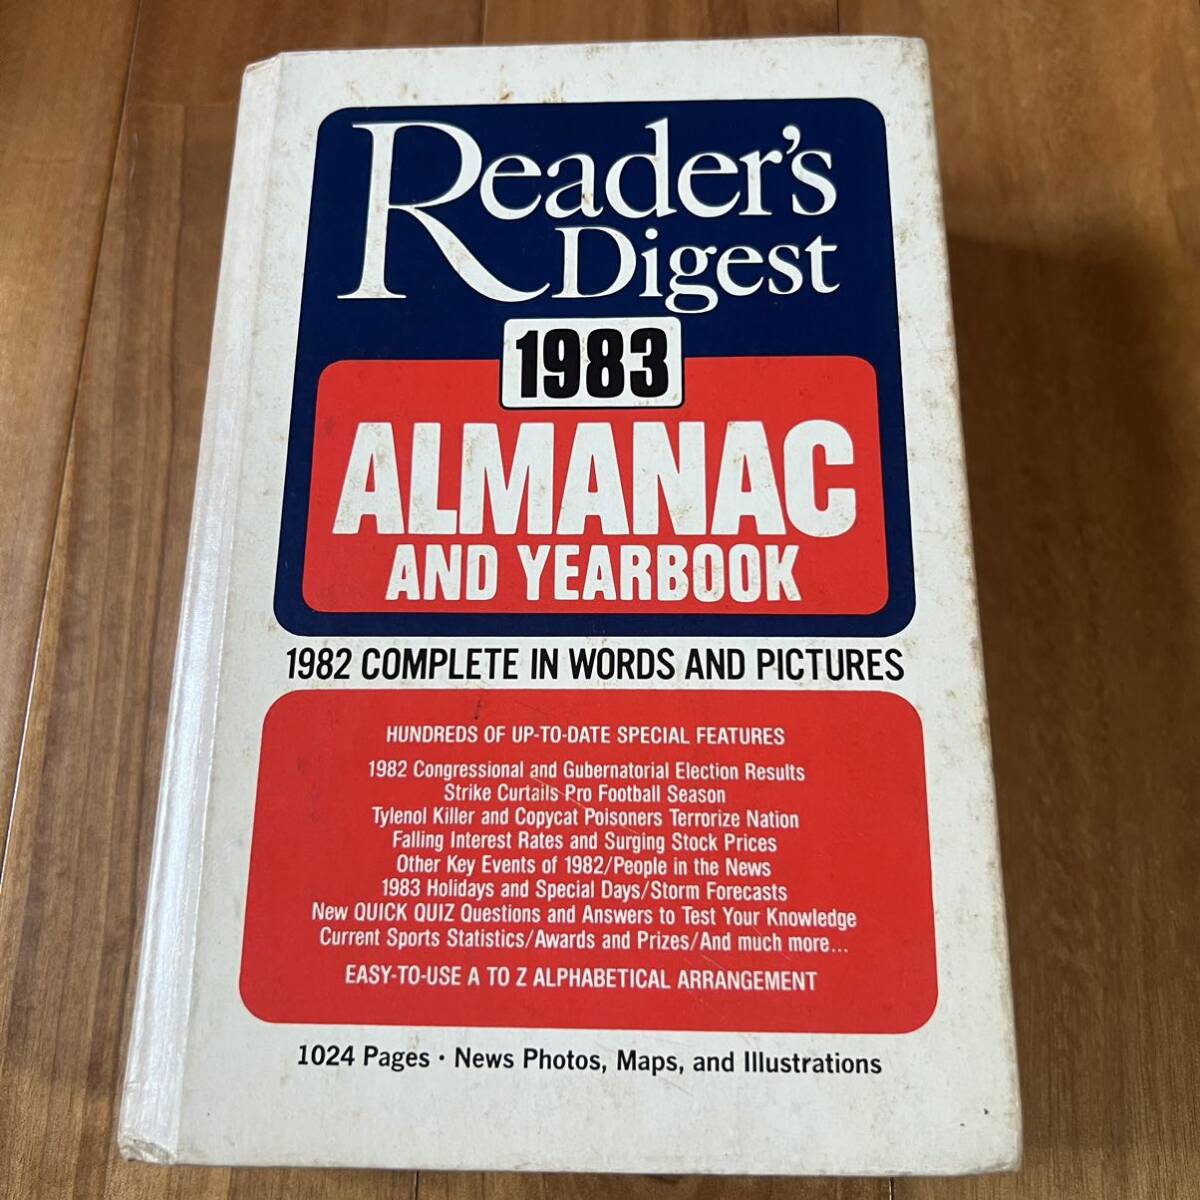 Reader's
Digest
1983
ALMANAC
AND YEARBOOK
1982 COMPLETE IN WORDS AND PICTURES
HUNDREDS OF UP-TO-DATE SPECIAL FEATURES
1982 Congressional and Gubernatorial Election Results
Strike Curtails Pro Football Season
Tylenol Killer and Copycat Poisoners Terrorize Nation
Falling Interest Rates and Surging Stock Prices
Other Key Events of 1982/People in the News
1983 Holidays and Special Days/Storm Forecasts
New QUICK QUIZ Questions and Answers to Test Your Knowledge
Current Sports Statistics/Awards and Prizes/And much more...
EASY-TO-USE A TO Z ALPHABETICAL ARRANGEMENT
1024 Pages · News Photos, Maps, and Illustrations